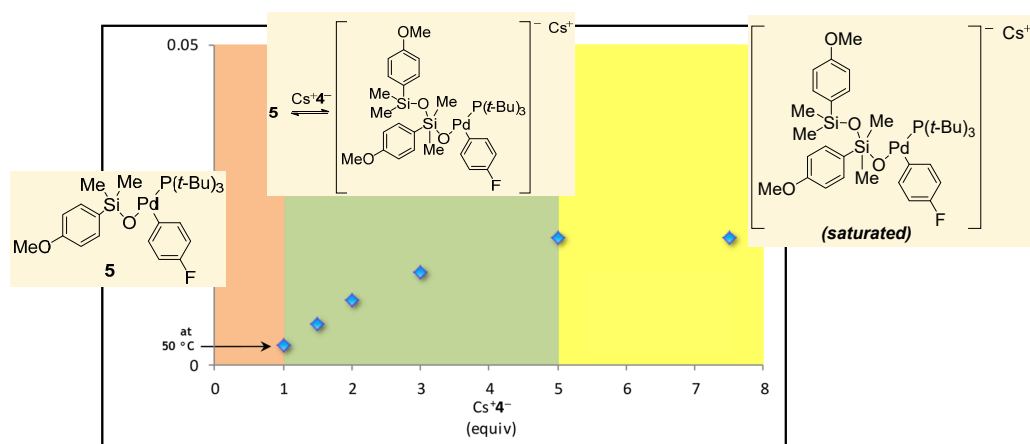 0.05
0
at
50 °C
0 1 2 3 4 5 6 7 8
Cs⁺4⁻
(equiv)
Me Me
P(t-Bu)₃
Si
Pd
O
MeO
F
5
5
Cs⁺4⁻
OMe
Me
Me
Si
O
Me
P(t-Bu)₃
Si
Pd
O
MeO
Me
F
⁻ Cs⁺
OMe
Me
Me
Si
O
Me
P(t-Bu)₃
Si
Pd
O
MeO
Me
F
⁻ Cs⁺
(saturated)